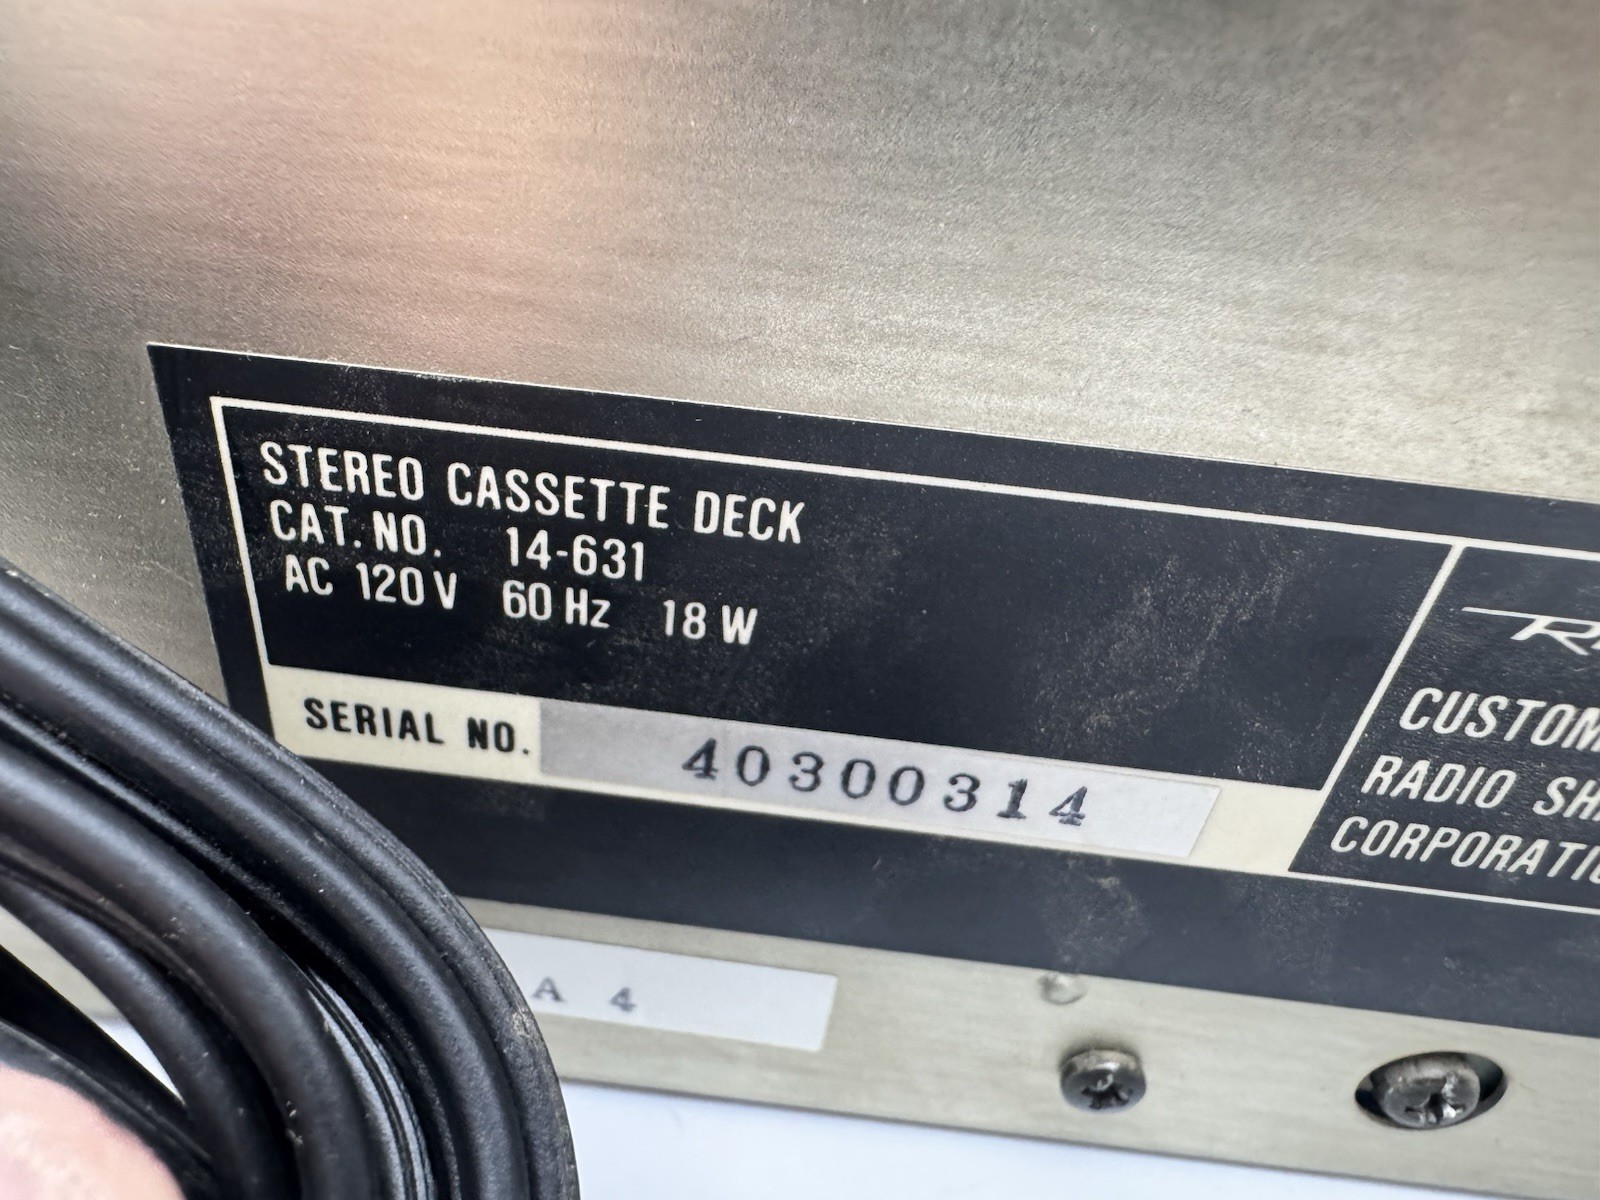 STEREO CASSETTE DECK
CAT. NO. 14-631
AC 120 V 60 Hz 18 W
SERIAL NO. 40300314
CUSTOM
RADIO SH
CORPORATI
A 4